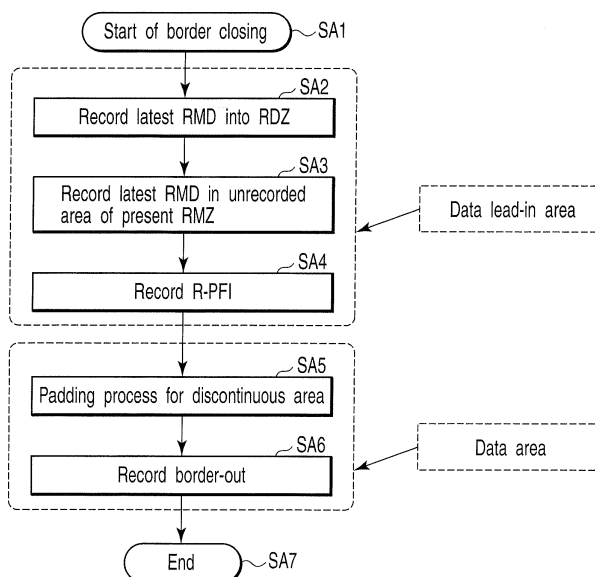 Start of border closing
SA1
SA2
Record latest RMD into RDZ
SA3
Record latest RMD in unrecorded
area of present RMZ
Data lead-in area
SA4
Record R-PFI
SA5
Padding process for discontinuous area
SA6
Record border-out
Data area
End
SA7